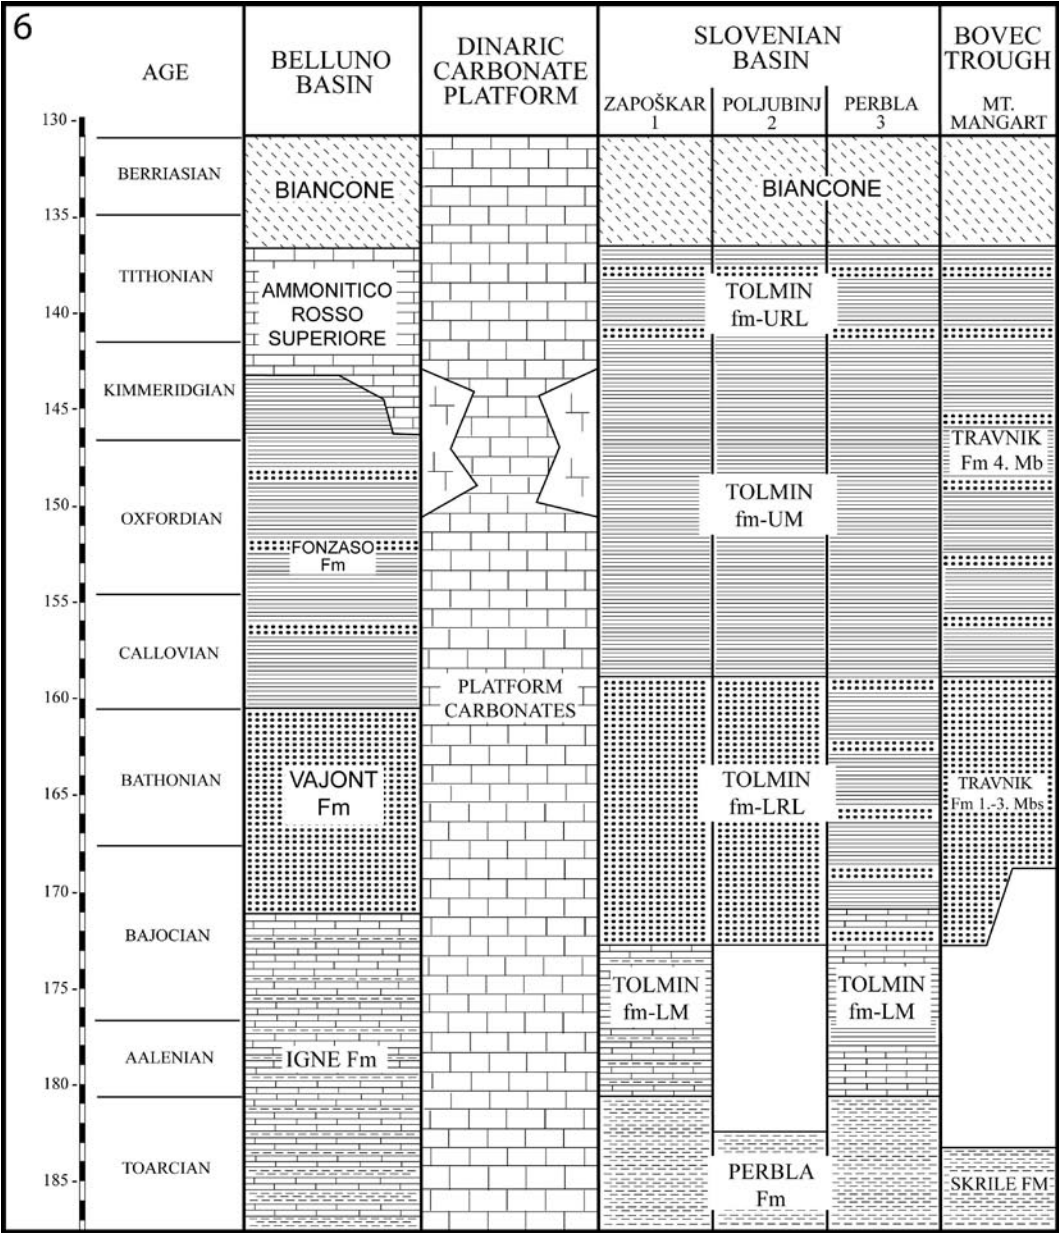 б
AGE
BELLUNO
BASIN
DINARIC
CARBONATE
PLATFORM
SLOVENIAN
BASIN
BOVEC
TROUGH
ZAPOŠKAR
1
POLJUBINJ
2
PERBLA
3
MT.
MANGART
130
135
140
145
150
155
160
165
170
175
180
185
BERRIASIAN
TITHONIAN
KIMMERIDGIAN
OXFORDIAN
CALLOVIAN
BATHONIAN
BAJOCIAN
AALENIAN
TOARCIAN
BIANCONE
AMMONITICO
ROSSO
SUPERIORE
FONZASO
Fm
VAJONT
Fm
IGNE Fm
PLATFORM
CARBONATES
BIANCONE
TOLMIN
fm-URL
TOLMIN
fm-UM
TOLMIN
fm-LRL
TOLMIN
fm-LM
TOLMIN
fm-LM
PERBLA
Fm
TRAVNIK
Fm 4. Mb
TRAVNIK
Fm 1.-3. Mbs
SKRILE FM